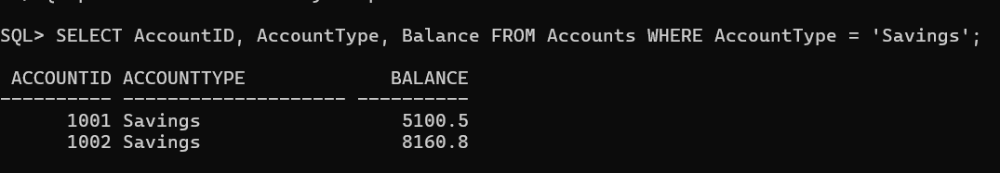 SQL> SELECT AccountID, AccountType, Balance FROM Accounts WHERE AccountType = 'Savings';
ACCOUNTID ACCOUNTTYPE BALANCE
---------- -------------------- ----------
1001 Savings 5100.5
1002 Savings 8160.8